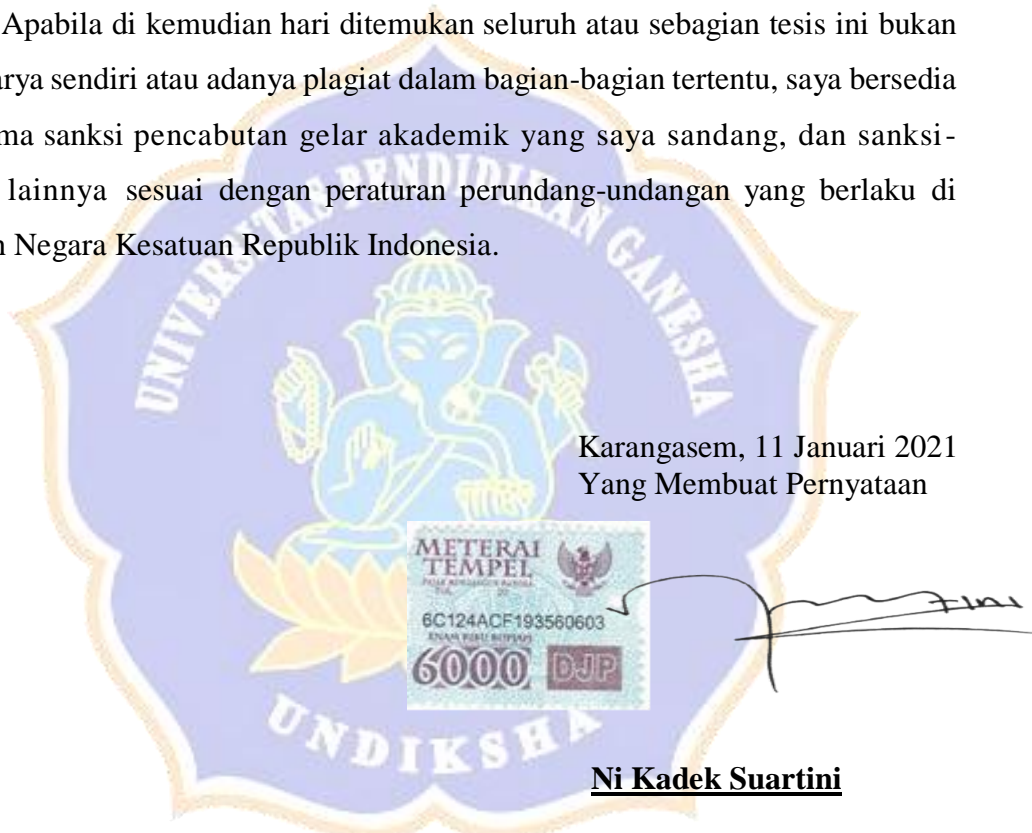 Apabila di kemudian hari ditemukan seluruh atau sebagian tesis ini bukan
arya sendiri atau adanya plagiat dalam bagian-bagian tertentu, saya bersedia
ma sanksi pencabutan gelar akademik yang saya sandang, dan sanksi-
lainnya sesuai dengan peraturan perundang-undangan yang berlaku di
n Negara Kesatuan Republik Indonesia.
UNIVERSITAS PENDIDIKAN GANESHA
Karangasem, 11 Januari 2021
Yang Membuat Pernyataan
METERAI
TEMPEL
6C124ACF193560603
ENAM RIBU RUPIAH
6000 DJP
UNDIKSHA
Ni Kadek Suartini